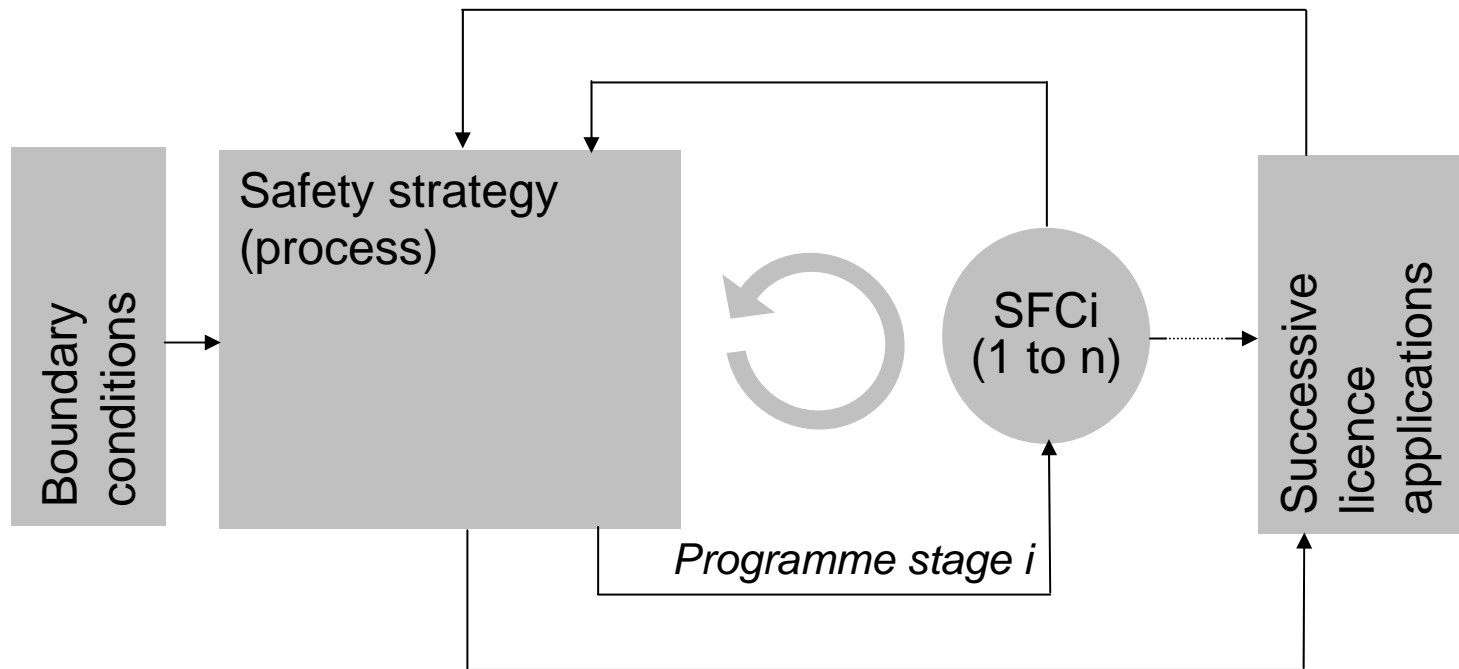 Boundary
conditions
Safety strategy
(process)
SFCi
(1 to n)
Programme stage i
Successive
licence
applications